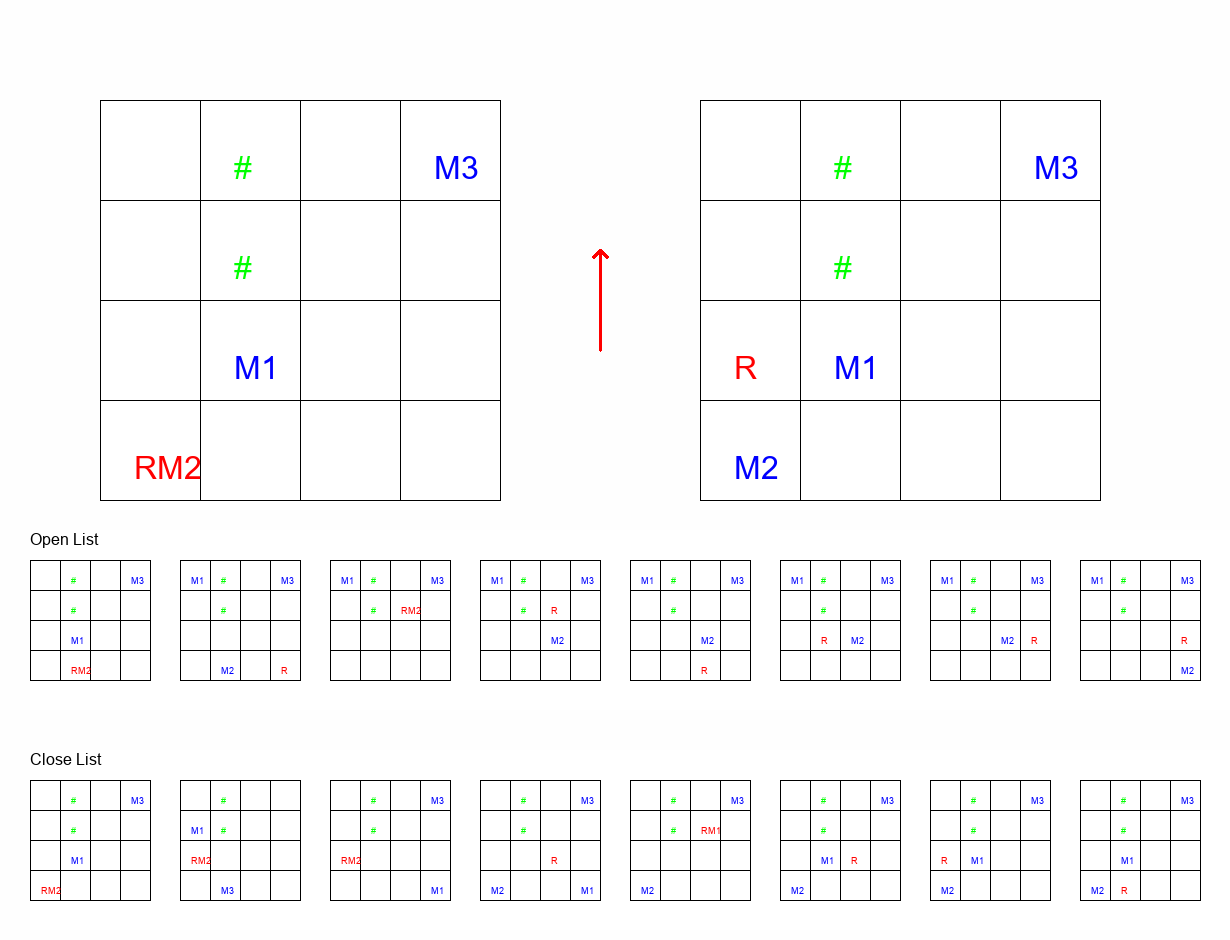 # M3 # M3
# #
M1 R M1
RM2 M2
Open List
# M3 M1 # M3 M1 # M3 M1 # M3 M1 # M3 M1 # M3 M1 # M3 M1 # M3
# # # RM2 # R # # # #
M1 M2 M2 R M2 M2 R R
RM2 M2 R R M2
Close List
# M3 # # M3 # M3 # M3 # M3 # M3 # M3
# M1 # # # # RM1 # # #
M1 RM2 RM2 R M1 R R M1 M1
RM2 M3 M1 M2 M1 M2 M2 M2 M2 R